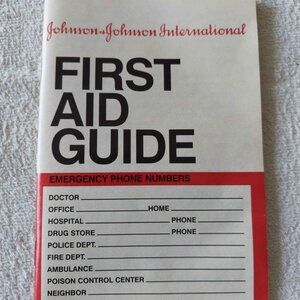 Johnson & Johnson International
FIRST
AID
GUIDE
EMERGENCY PHONE NUMBERS
DOCTOR
OFFICE HOME
HOSPITAL PHONE
DRUG STORE PHONE
POLICE DEPT.
FIRE DEPT.
AMBULANCE
POISON CONTROL CENTER
NEIGHBOR